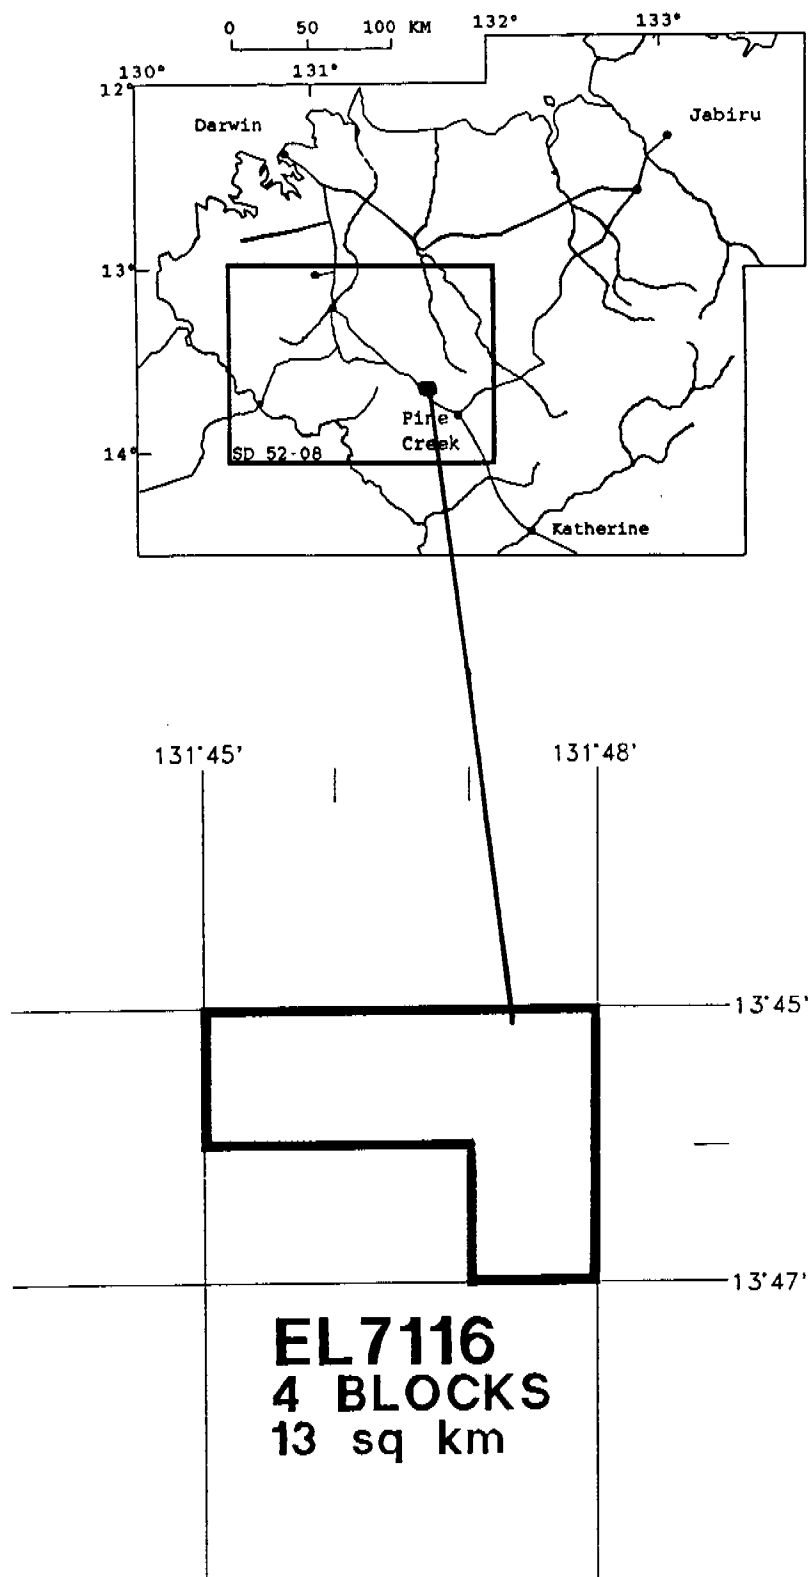 0 50 100 KM
132°
133°
130°
131°
12°
Darwin
Jabiru
13°
Pine
Creek
14°
SD 52-08
Katherine
131°45'
131°48'
13°45'
13°47'
EL7116
4 BLOCKS
13 sq km